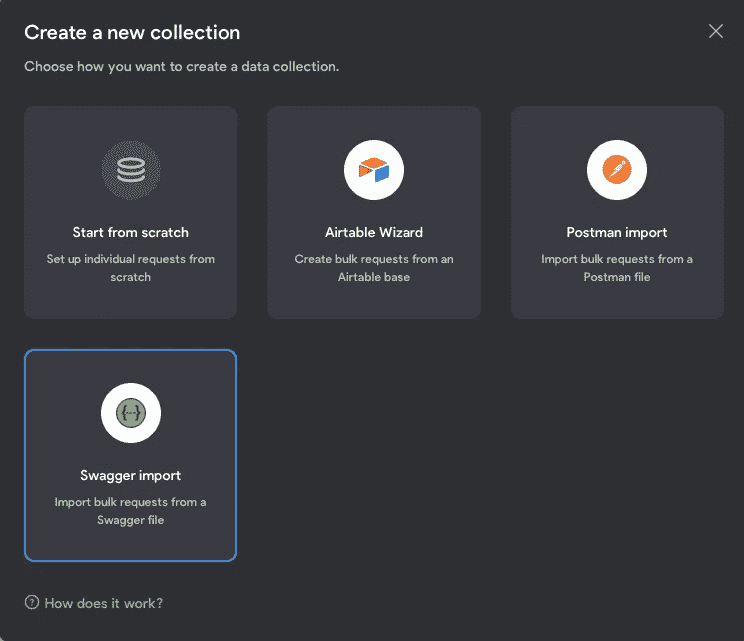 Create a new collection
Choose how you want to create a data collection.
Start from scratch
Set up individual requests from
scratch
Airtable Wizard
Create bulk requests from an
Airtable base
Postman import
Import bulk requests from a
Postman file
{···}
Swagger import
Import bulk requests from a
Swagger file
? How does it work?